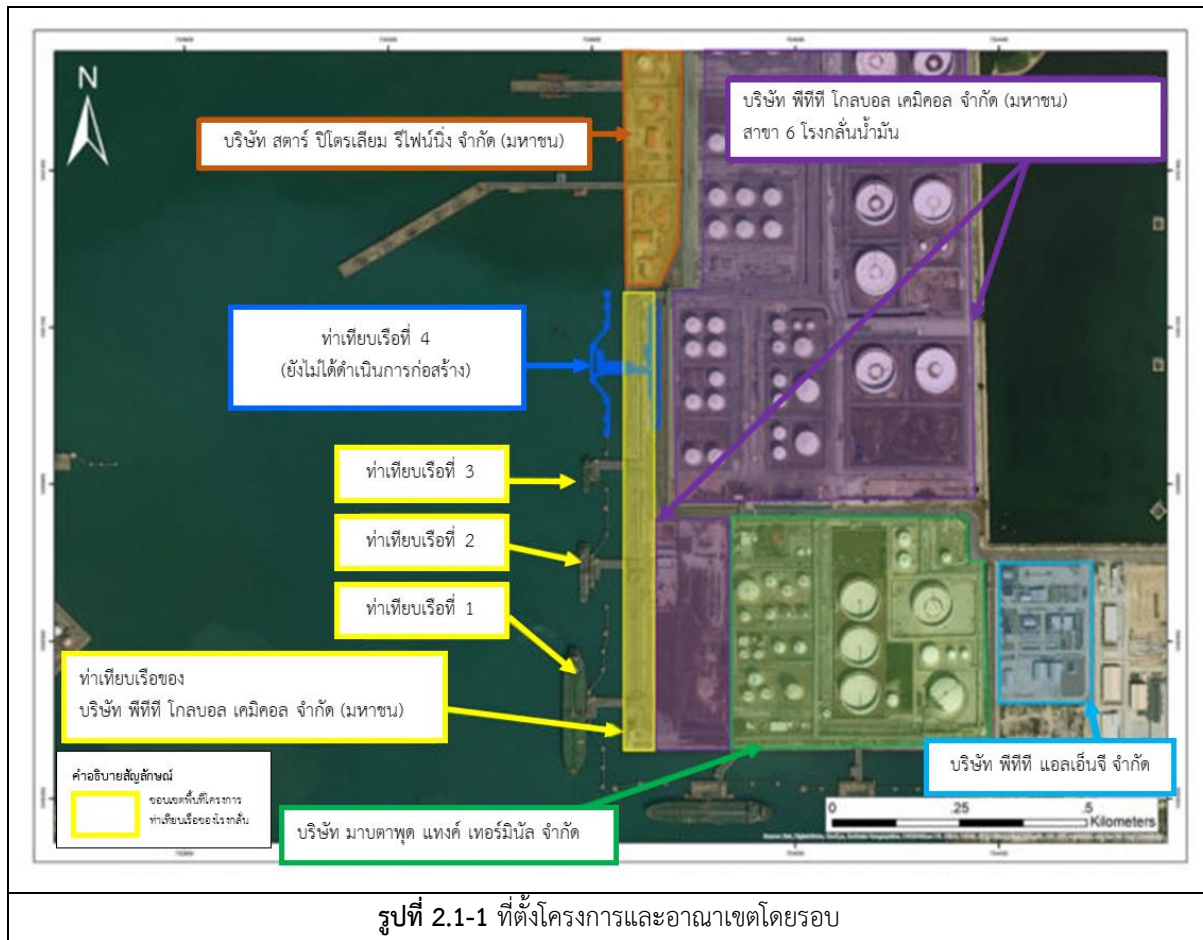 N
บริษัท พีทีที โกลบอล เคมิคอล จำกัด (มหาชน)
สาขา 6 โรงกลั่นน้ำมัน
บริษัท สตาร์ ปิโตรเลียม รีไฟน์นิ่ง จำกัด (มหาชน)
ท่าเทียบเรือที่ 4
(ยังไม่ได้ดำเนินการก่อสร้าง)
ท่าเทียบเรือที่ 3
ท่าเทียบเรือที่ 2
ท่าเทียบเรือที่ 1
ท่าเทียบเรือของ
บริษัท พีทีที โกลบอล เคมิคอล จำกัด (มหาชน)
บริษัท พีทีที แอลเอ็นจี จำกัด
คำอธิบายสัญลักษณ์
ขอบเขตพื้นที่โครงการ
ท่าเทียบเรือของโรงกลั่น
บริษัท มาบตาพุด แทงค์ เทอร์มินัล จำกัด
0 .25 .5
Kilometers
รูปที่ 2.1-1 ที่ตั้งโครงการและอาณาเขตโดยรอบ